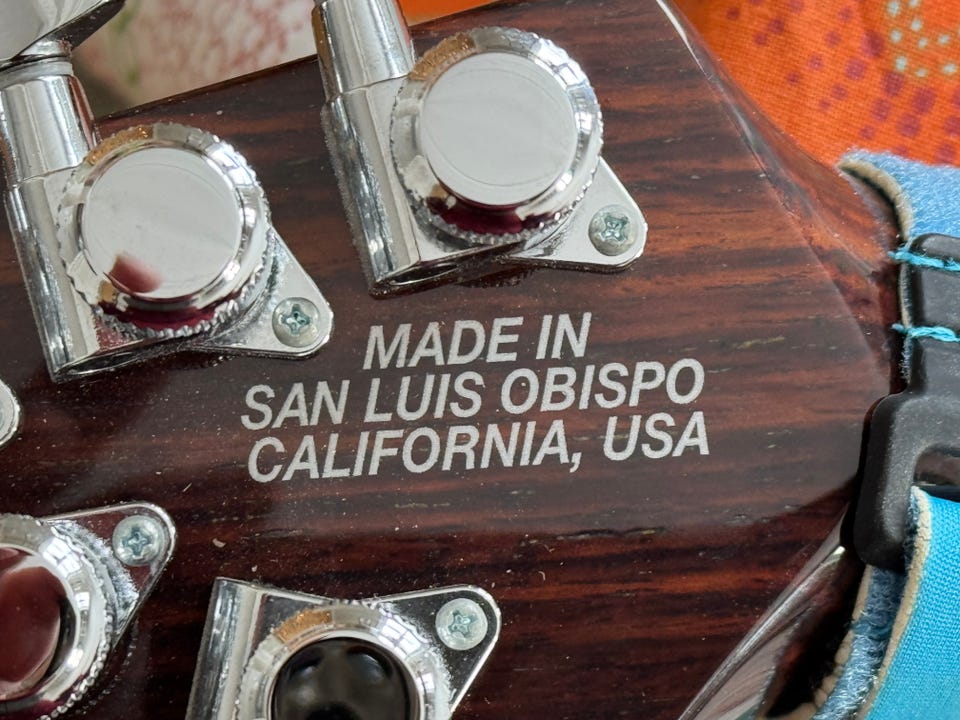 MADE IN
SAN LUIS OBISPO
CALIFORNIA, USA